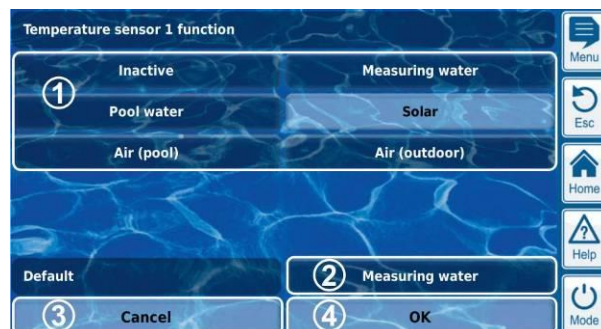 Temperature sensor 1 function
Menu
1
Inactive
Measuring water
Pool water
Solar
Esc
Air (pool)
Air (outdoor)
Home
?
Help
Default
2 Measuring water
3 Cancel
4 OK
Mode